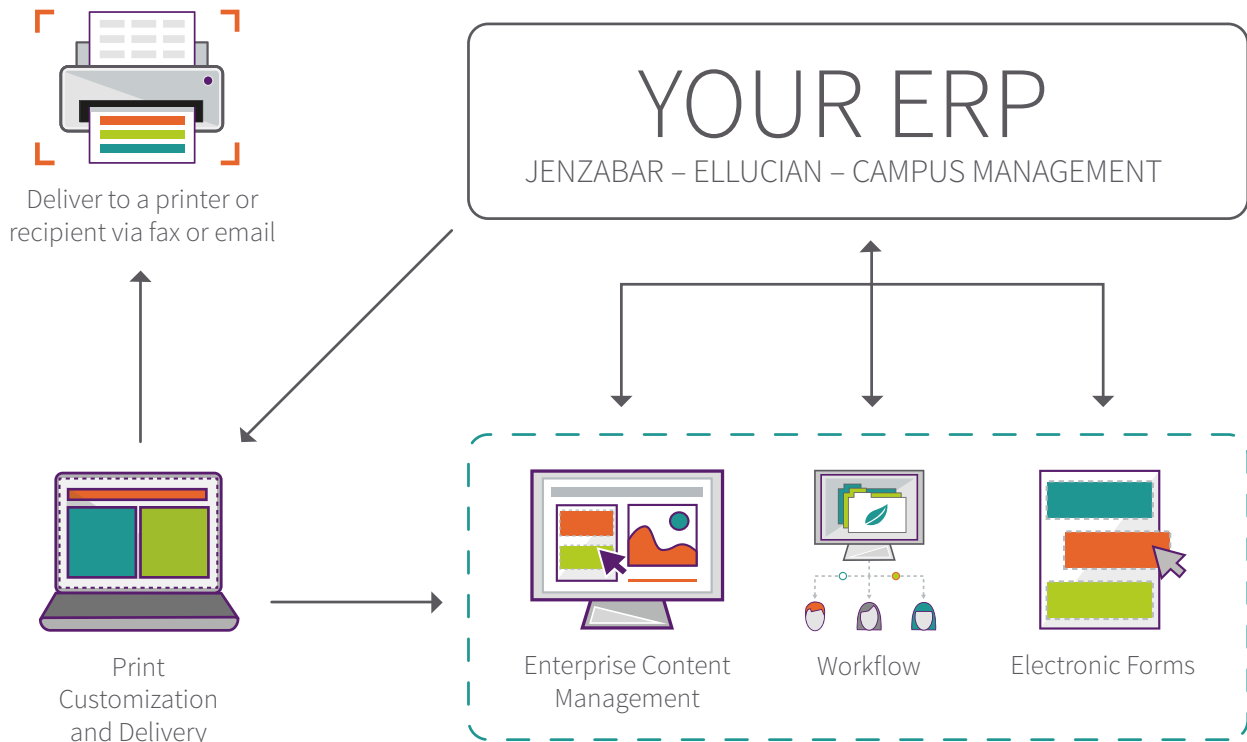 YOUR ERP
JENZABAR – ELLUCIAN – CAMPUS MANAGEMENT
Deliver to a printer or
recipient via fax or email
Print
Customization
and Delivery
Enterprise Content
Management
Workflow
Electronic Forms